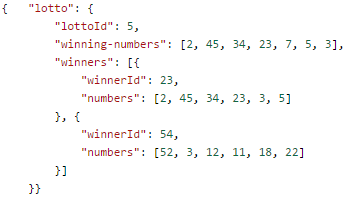 {   "lotto": {
        "lottoId": 5,
        "winning-numbers": [2, 45, 34, 23, 7, 5, 3],
        "winners": [{
            "winnerId": 23,
            "numbers": [2, 45, 34, 23, 3, 5]
        }, {
            "winnerId": 54,
            "numbers": [52, 3, 12, 11, 18, 22]
        }]
    }}